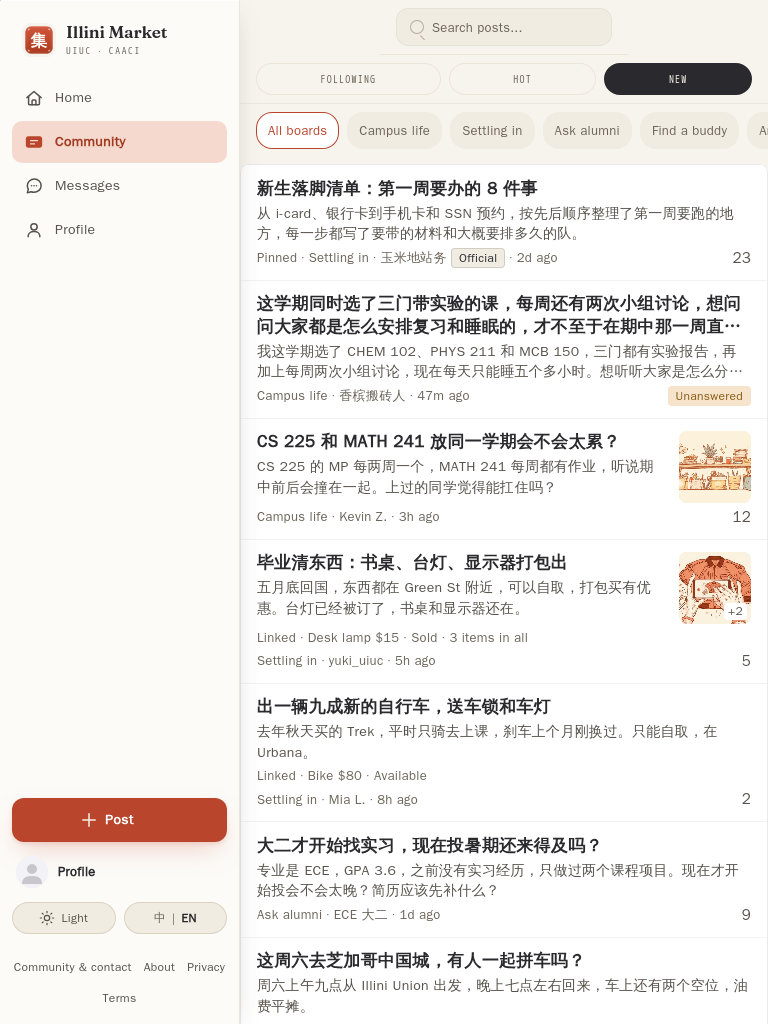 集
Illini Market
UIUC · CAACI
Home
Community
Messages
Profile
Post
Profile
Light
中 | EN
Community & contact About Privacy
Terms
Search posts...
FOLLOWING HOT NEW
All boards Campus life Settling in Ask alumni Find a buddy
新生落脚清单：第一周要办的 8 件事
从 i-card、银行卡到手机卡和 SSN 预约，按先后顺序整理了第一周要跑的地
方，每一步都写了要带的材料和大概要排多久的队。
Pinned · Settling in · 玉米地站务 Official · 2d ago 23
这学期同时选了三门带实验的课，每周还有两次小组讨论，想问
问大家都是怎么安排复习和睡眠的，才不至于在期中那一周直…
我这学期选了 CHEM 102、PHYS 211 和 MCB 150，三门都有实验报告，再
加上每周两次小组讨论，现在每天只能睡五个多小时。想听听大家是怎么分…
Campus life · 香槟搬砖人 · 47m ago Unanswered
CS 225 和 MATH 241 放同一学期会不会太累？
CS 225 的 MP 每两周一个，MATH 241 每周都有作业，听说期
中前后会撞在一起。上过的同学觉得能扛住吗？
Campus life · Kevin Z. · 3h ago 12
毕业清东西：书桌、台灯、显示器打包出
五月底回国，东西都在 Green St 附近，可以自取，打包买有优
惠。台灯已经被订了，书桌和显示器还在。
+2
Linked · Desk lamp $15 · Sold · 3 items in all
Settling in · yuki_uiuc · 5h ago 5
出一辆九成新的自行车，送车锁和车灯
去年秋天买的 Trek，平时只骑去上课，刹车上个月刚换过。只能自取，在
Urbana。
Linked · Bike $80 · Available
Settling in · Mia L. · 8h ago 2
大二才开始找实习，现在投暑期还来得及吗？
专业是 ECE，GPA 3.6，之前没有实习经历，只做过两个课程项目。现在才开
始投会不会太晚？简历应该先补什么？
Ask alumni · ECE 大二 · 1d ago 9
这周六去芝加哥中国城，有人一起拼车吗？
周六上午九点从 Illini Union 出发，晚上七点左右回来，车上还有两个空位，油
费平摊。